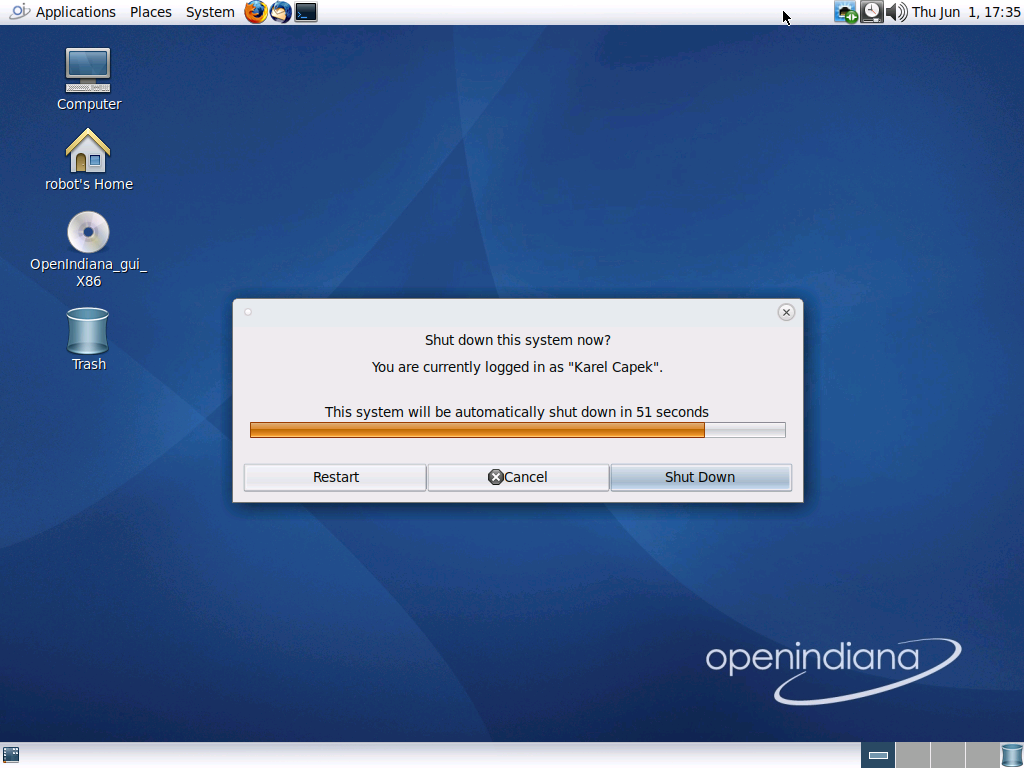 Applications Places System Thu Jun 1, 17:35
Computer
robot's Home
OpenIndiana_gui_
X86
Trash
Shut down this system now?
You are currently logged in as "Karel Capek".
This system will be automatically shut down in 51 seconds
Restart Cancel Shut Down
openindiana